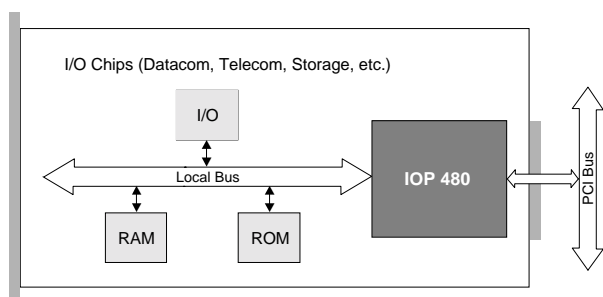 I/O Chips (Datacom, Telecom, Storage, etc.)
I/O
Local Bus
IOP 480
PCI Bus
RAM
ROM